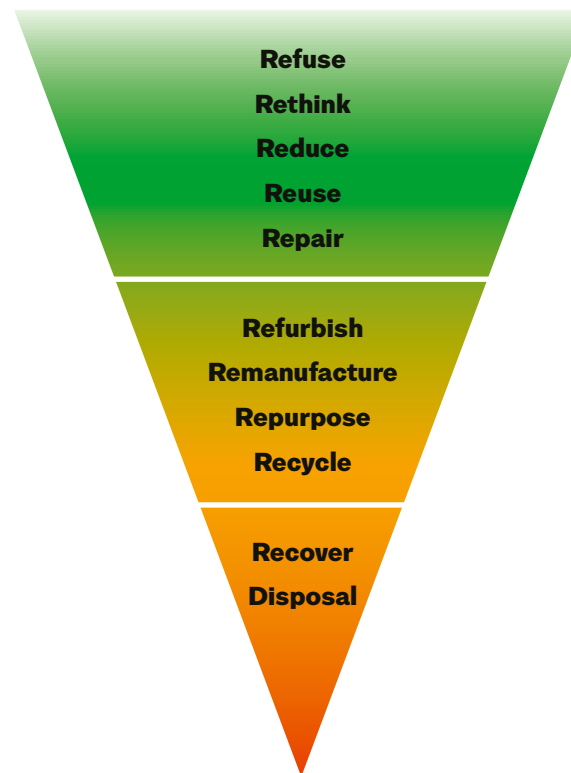 Refuse
Rethink
Reduce
Reuse
Repair
Refurbish
Remanufacture
Repurpose
Recycle
Recover
Disposal